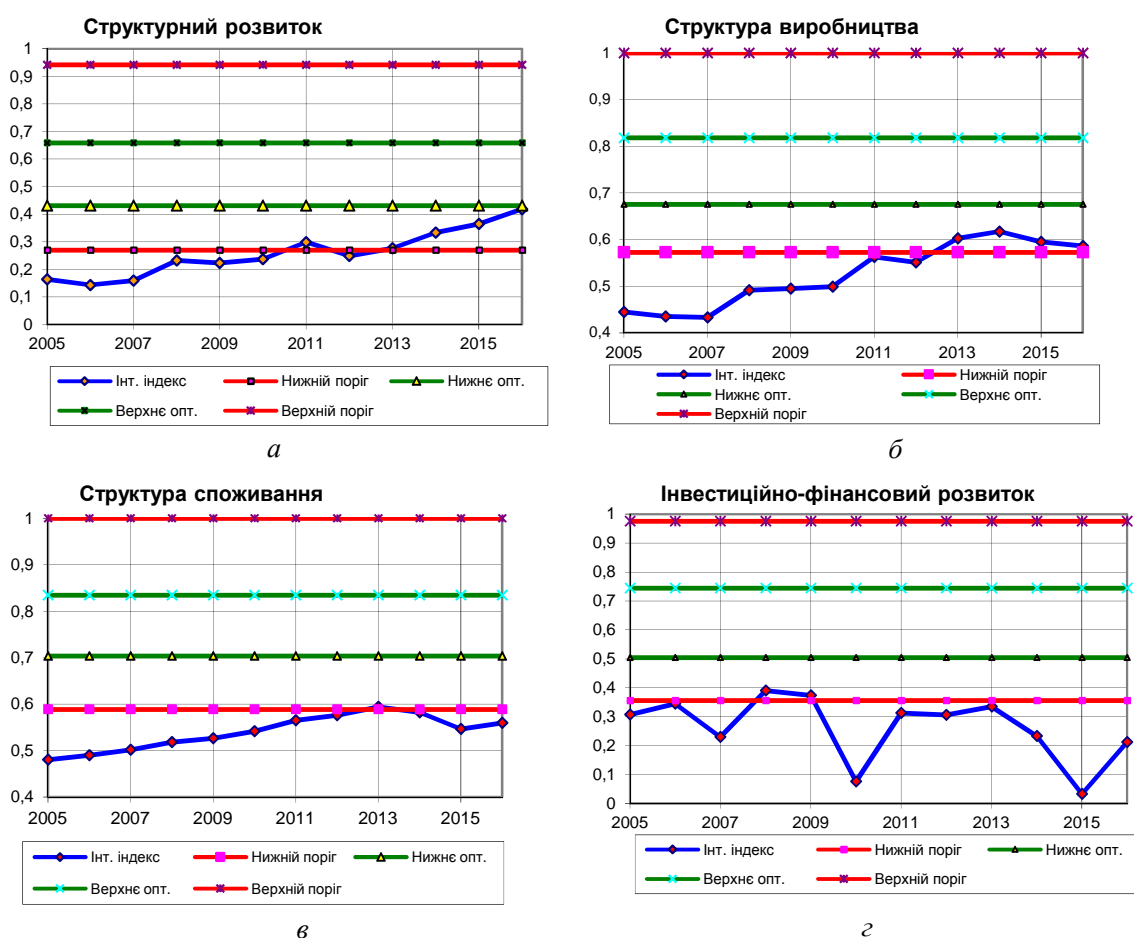 Структурний розвиток
1
0,9
0,8
0,7
0,6
0,5
0,4
0,3
0,2
0,1
0
2005 2007 2009 2011 2013 2015
Інт. індекс Нижній поріг Нижнє опт.
Верхнє опт. Верхній поріг
а
Структура виробництва
1
0,9
0,8
0,7
0,6
0,5
0,4
2005 2007 2009 2011 2013 2015
Інт. індекс Нижній поріг
Нижнє опт. Верхнє опт.
Верхній поріг
б
Структура споживання
1
0,9
0,8
0,7
0,6
0,5
0,4
2005 2007 2009 2011 2013 2015
Інт. індекс Нижній поріг Нижнє опт.
Верхнє опт. Верхній поріг
в
Інвестиційно-фінансовий розвиток
1
0,9
0,8
0,7
0,6
0,5
0,4
0,3
0,2
0,1
0
2005 2007 2009 2011 2013 2015
Інт. індекс Нижній поріг Нижнє опт.
Верхнє опт. Верхній поріг
г